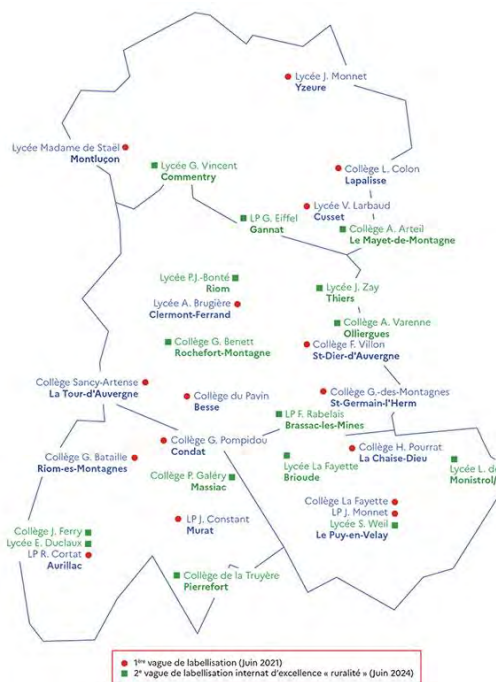 Lycée J. Monnet
Yzeure
Lycée Madame de Staël
Montluçon
Lycée G. Vincent
Commentry
Collège L. Colon
Lapalisse
Lycée V. Larbaud
Cusset
LP G. Eiffel
Gannat
Collège A. Arteil
Le Mayet-de-Montagne
Lycée P.J.-Bonté
Riom
Lycée J. Zay
Thiers
Lycée A. Brugière
Clermont-Ferrand
Collège A. Varenne
Olliergues
Collège G. Benett
Rochefort-Montagne
Collège F. Villon
St-Dier-d'Auvergne
Collège Sancy-Artense
La Tour-d'Auvergne
Collège du Pavin
Besse
Collège G.-des-Montagnes
St-Germain-l'Herm
LP F. Rabelais
Brassac-les-Mines
Collège G. Pompidou
Condat
Collège H. Pourrat
La Chaise-Dieu
Collège G. Bataille
Riom-es-Montagnes
Lycée La Fayette
Brioude
Lycée L. de
Monistrol/
Collège P. Galéry
Massiac
Collège La Fayette
LP J. Monnet
Lycée S. Weil
Le Puy-en-Velay
LP J. Constant
Murat
Collège J. Ferry
Lycée E. Duclaux
LP R. Cortat
Aurillac
Collège de la Truyère
Pierrefort
1ère vague de labellisation (Juin 2021)
2e vague de labellisation internat d'excellence « ruralité » (Juin 2024)